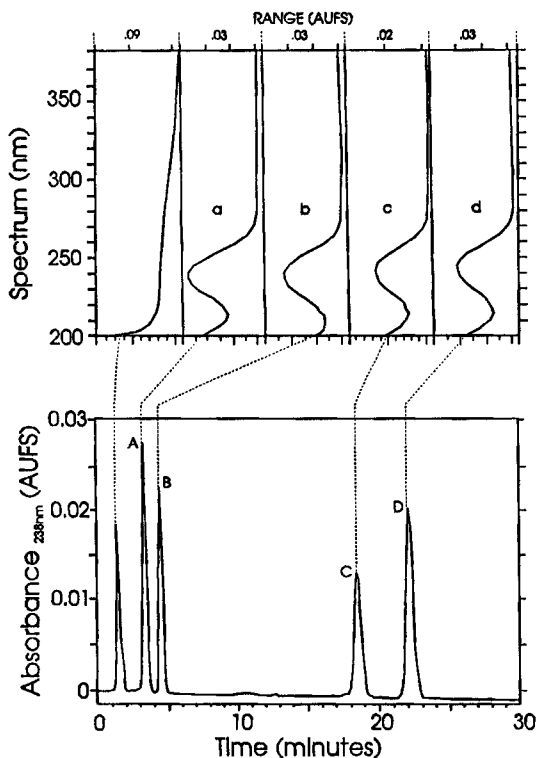 RANGE (AUFS)
.09 .03 .03 .02 .03
Spectrum (nm)
350
300
250
200
a b c d
Absorbance 238nm (AUFS)
0.03
0.02
0.01
0
A
B
C
D
0 10 20 30
Time (minutes)